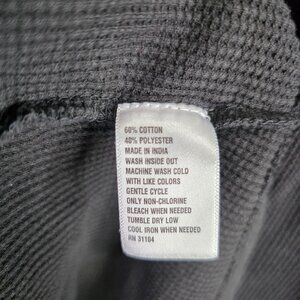 60% COTTON
40% POLYESTER
MADE IN INDIA
WASH INSIDE OUT
MACHINE WASH COLD
WITH LIKE COLORS
GENTLE CYCLE
ONLY NON-CHLORINE
BLEACH WHEN NEEDED
TUMBLE DRY LOW
COOL IRON WHEN NEEDED
RN 31104